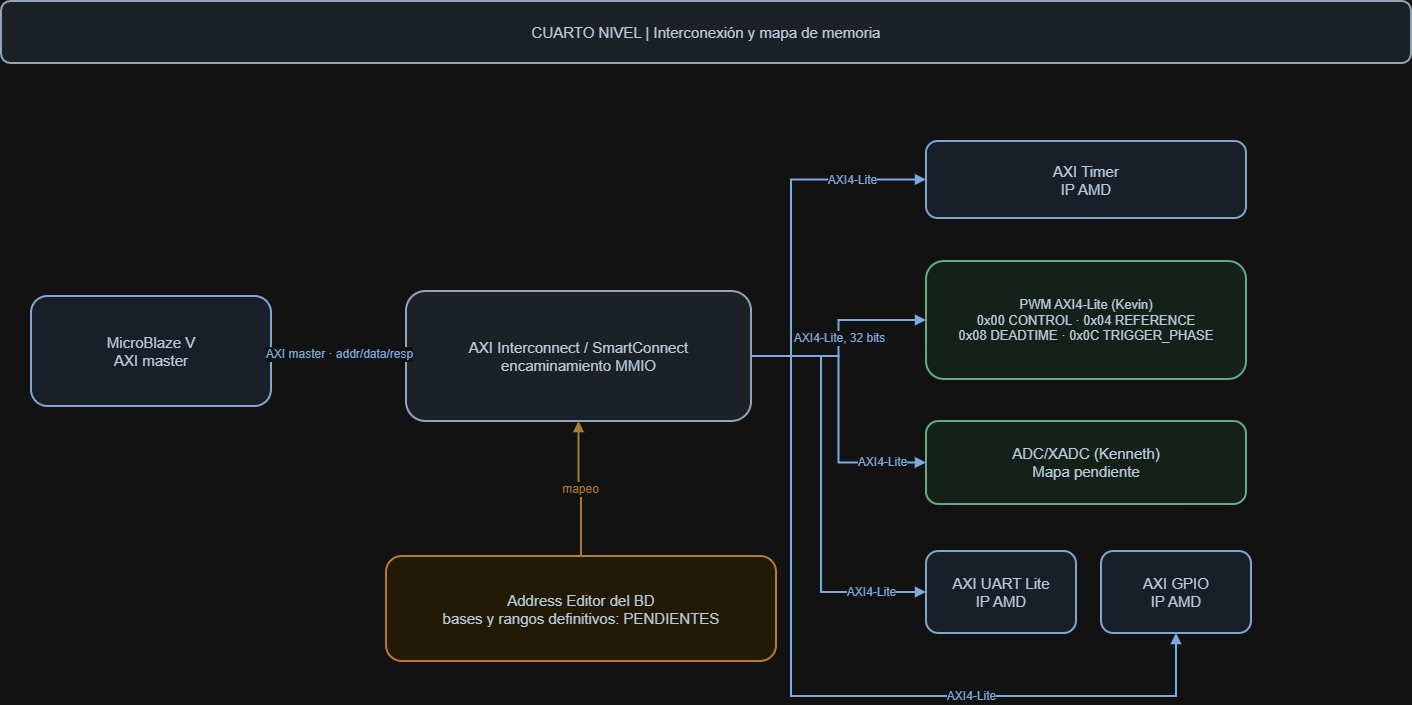 CUARTO NIVEL | Interconexión y mapa de memoria
AXI4-Lite
AXI Timer
IP AMD
MicroBlaze V
AXI master
AXI master · addr/data/resp
AXI Interconnect / SmartConnect
encaminamiento MMIO
AXI4-Lite, 32 bits
PWM AXI4-Lite (Kevin)
0x00 CONTROL · 0x04 REFERENCE
0x08 DEADTIME · 0x0C TRIGGER_PHASE
AXI4-Lite
ADC/XADC (Kenneth)
Mapa pendiente
mapeo
Address Editor del BD
bases y rangos definitivos: PENDIENTES
AXI4-Lite
AXI UART Lite
IP AMD
AXI GPIO
IP AMD
AXI4-Lite